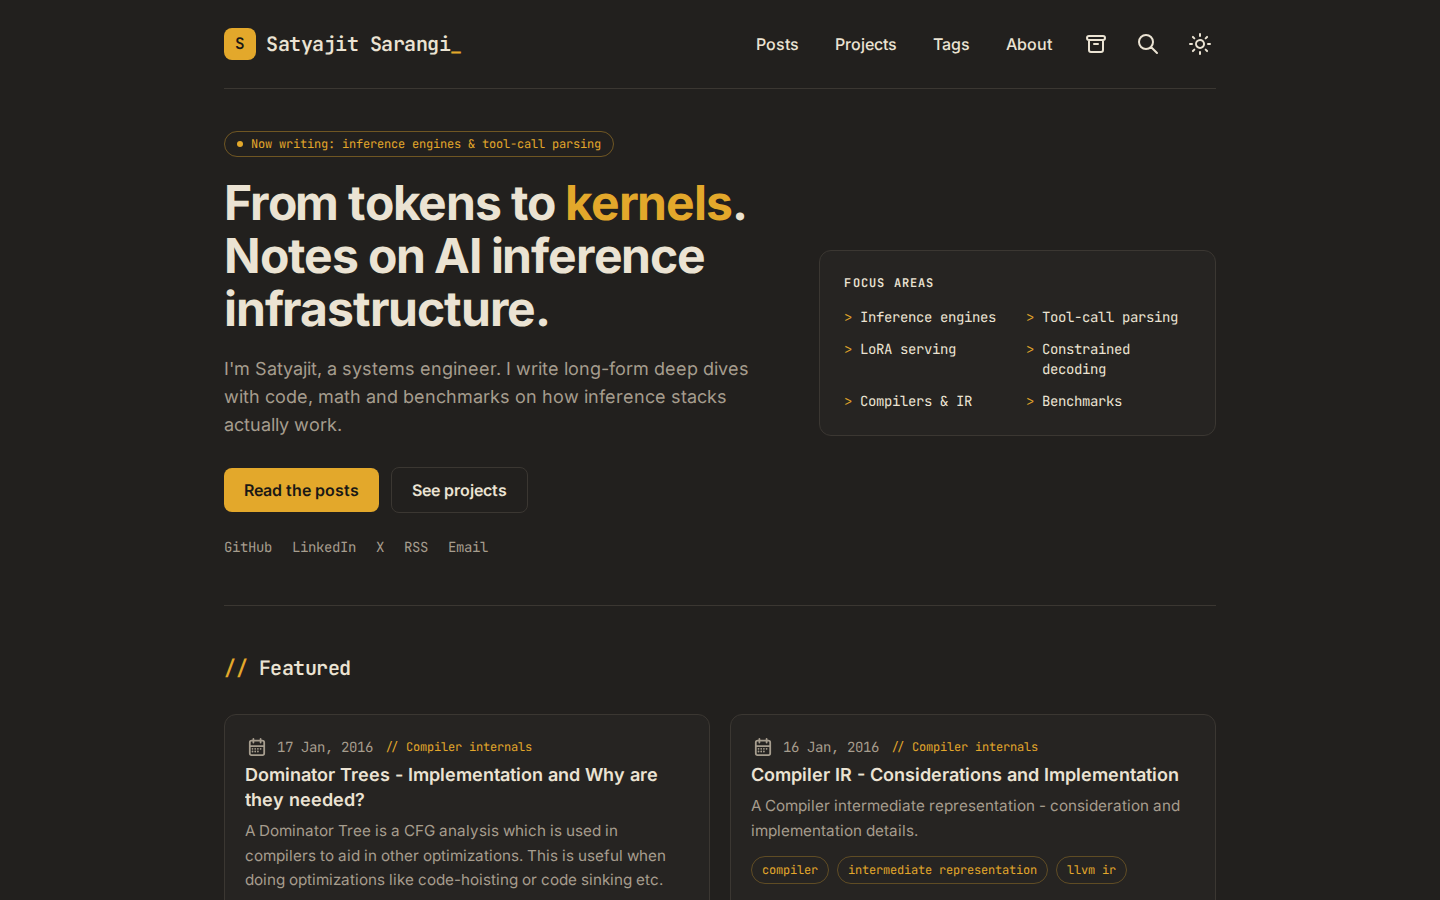 S Satyajit Sarangi_ Posts Projects Tags About
Now writing: inference engines & tool-call parsing
From tokens to kernels.
Notes on AI inference
infrastructure.
I'm Satyajit, a systems engineer. I write long-form deep dives
with code, math and benchmarks on how inference stacks
actually work.
Read the posts See projects
GitHub LinkedIn X RSS Email
FOCUS AREAS
> Inference engines > Tool-call parsing
> LoRA serving > Constrained
decoding
> Compilers & IR > Benchmarks
// Featured
17 Jan, 2016 // Compiler internals
Dominator Trees - Implementation and Why are
they needed?
A Dominator Tree is a CFG analysis which is used in
compilers to aid in other optimizations. This is useful when
doing optimizations like code-hoisting or code sinking etc.
16 Jan, 2016 // Compiler internals
Compiler IR - Considerations and Implementation
A Compiler intermediate representation - consideration and
implementation details.
compiler intermediate representation llvm ir